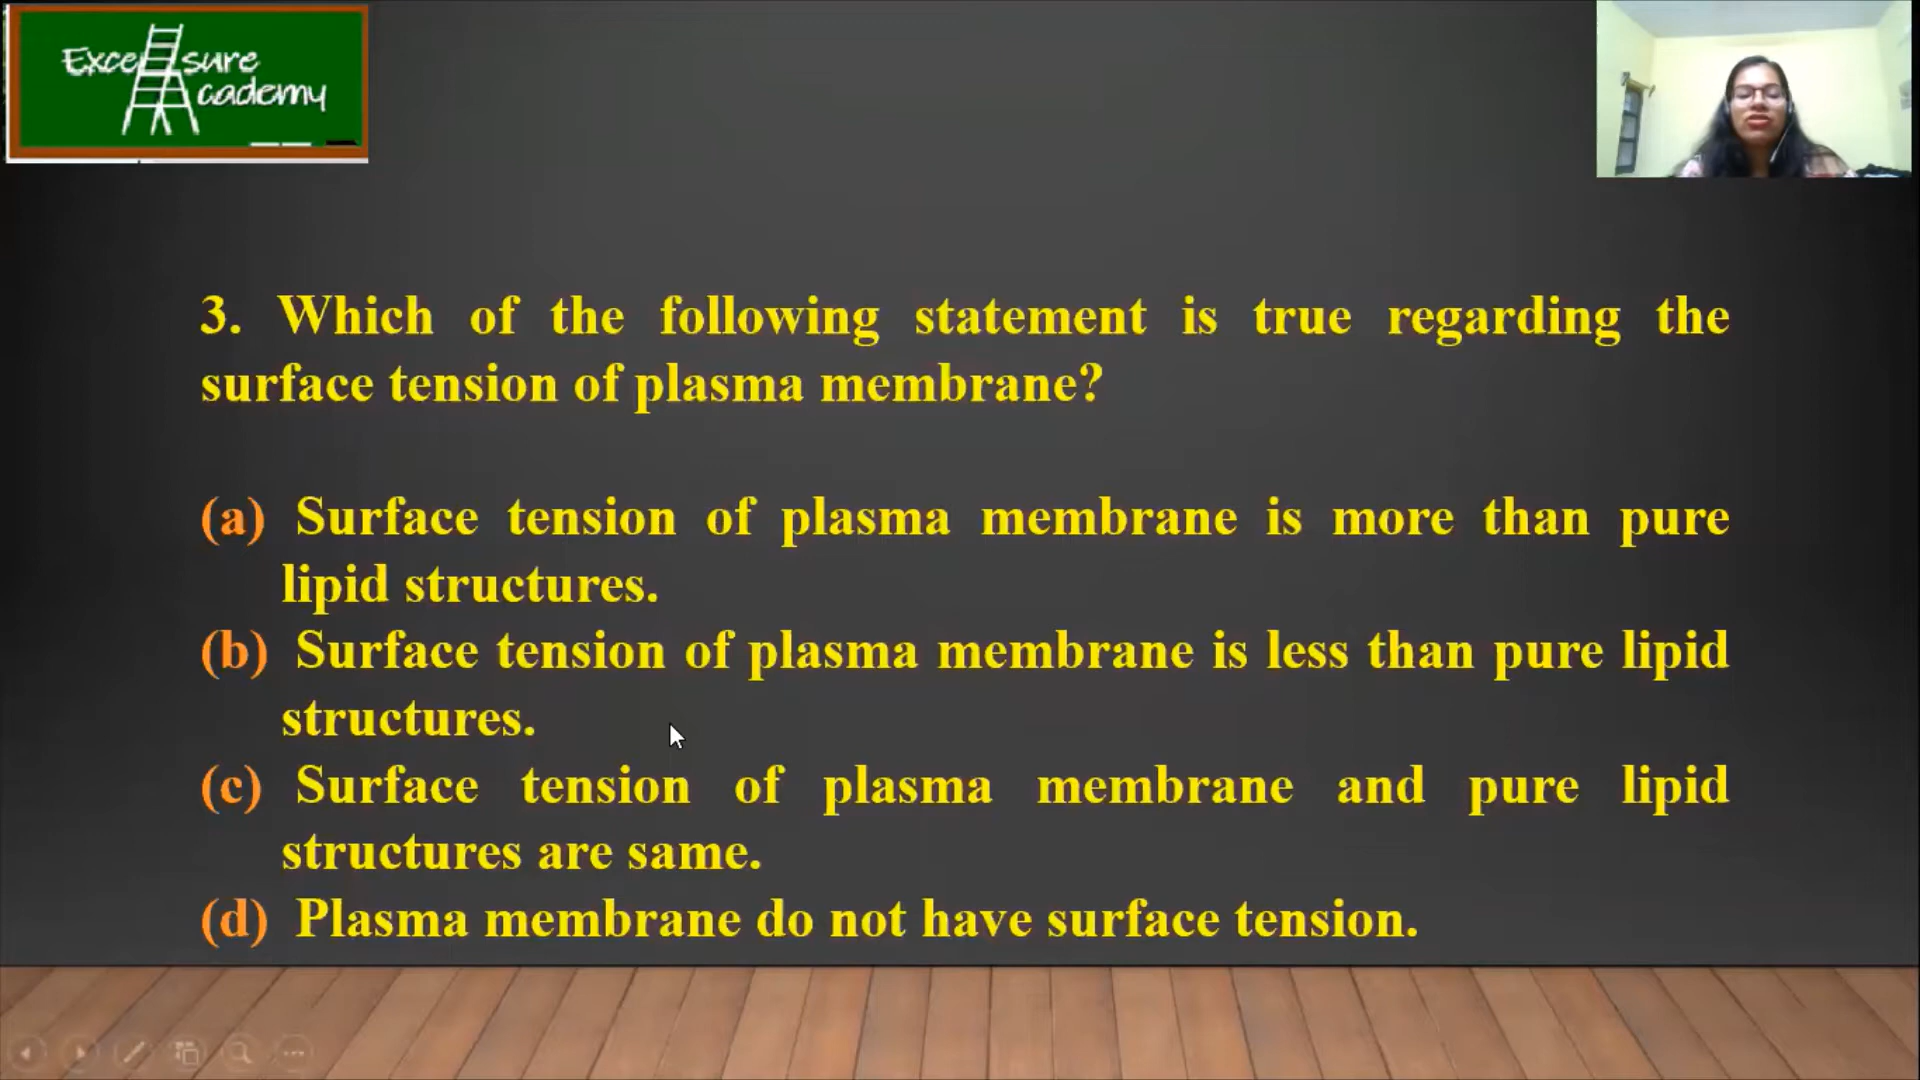 Excel sure
Academy
3. Which of the following statement is true regarding the
surface tension of plasma membrane?
(a) Surface tension of plasma membrane is more than pure
lipid structures.
(b) Surface tension of plasma membrane is less than pure lipid
structures.
(c) Surface tension of plasma membrane and pure lipid
structures are same.
(d) Plasma membrane do not have surface tension.